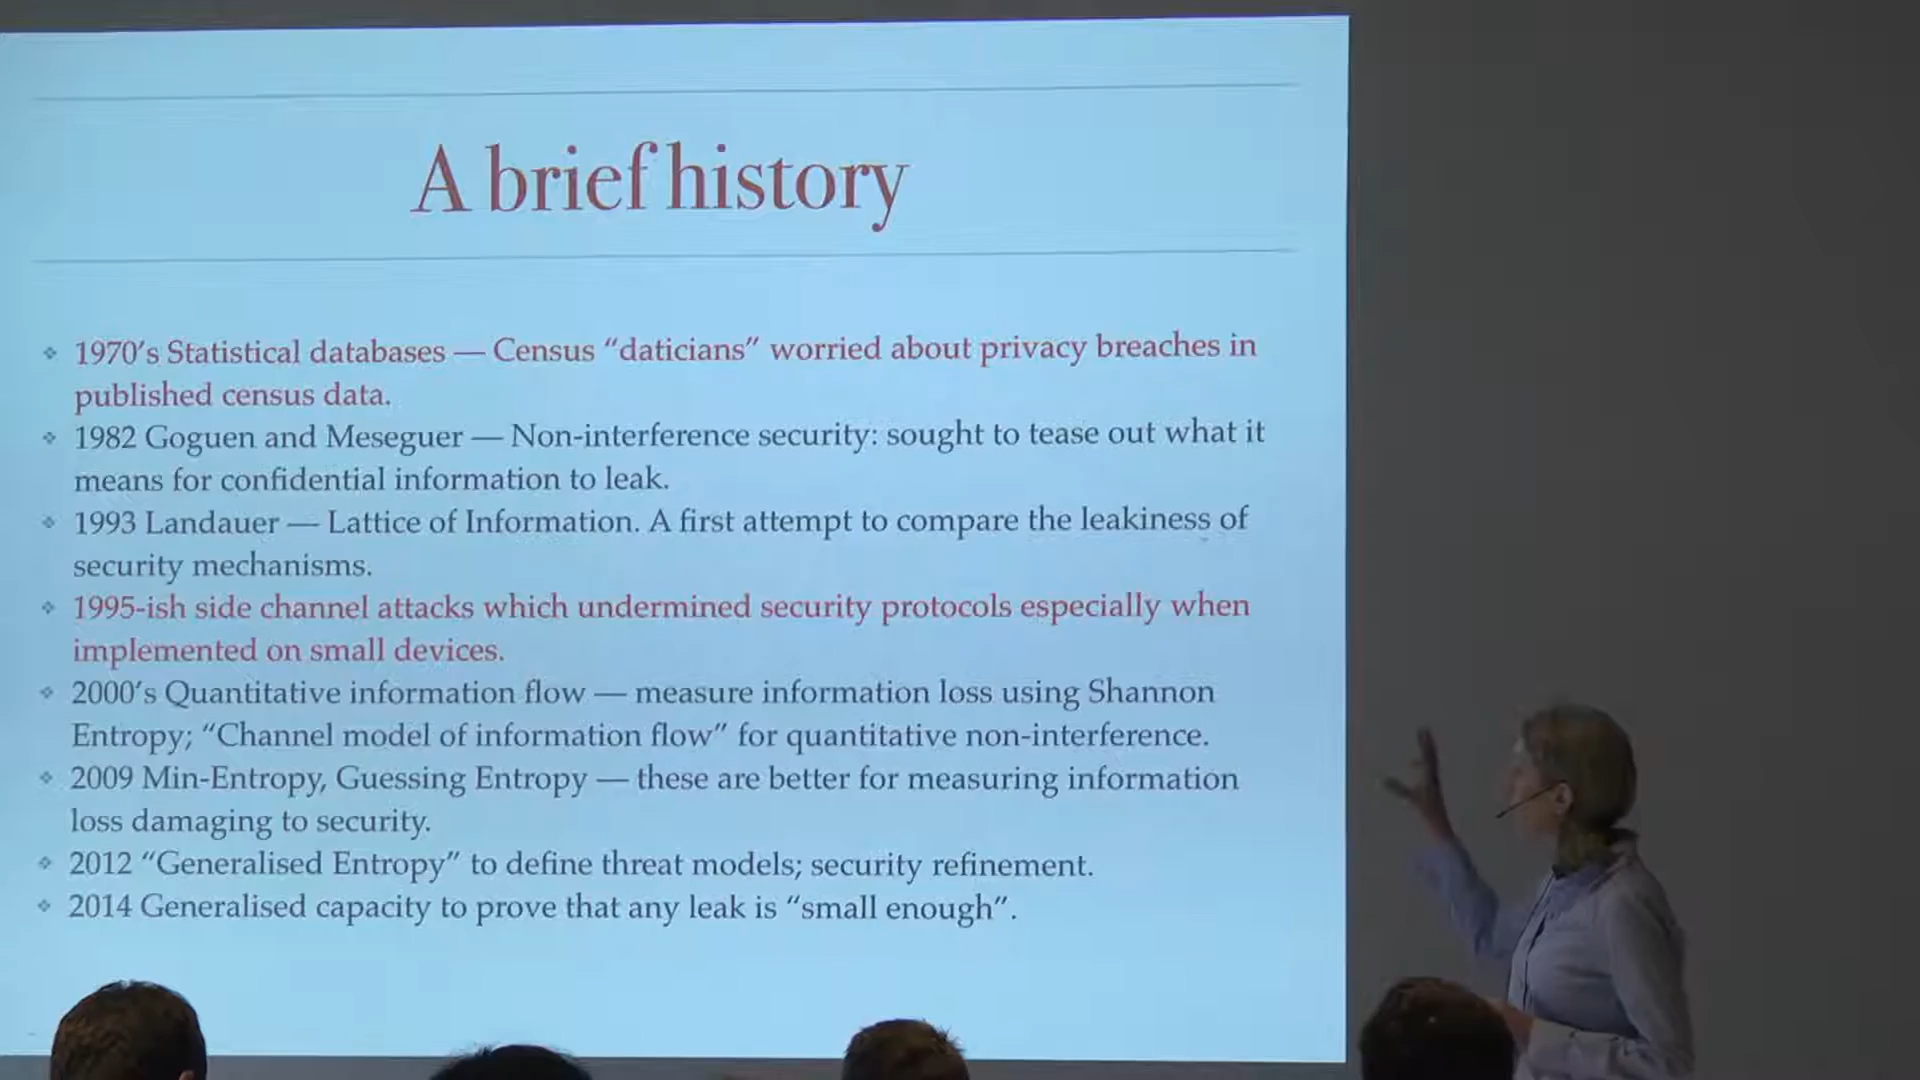 A brief history
❖ 1970’s Statistical databases — Census “daticians” worried about privacy breaches in
published census data.
❖ 1982 Goguen and Meseguer — Non-interference security: sought to tease out what it
means for confidential information to leak.
❖ 1993 Landauer — Lattice of Information. A first attempt to compare the leakiness of
security mechanisms.
❖ 1995-ish side channel attacks which undermined security protocols especially when
implemented on small devices.
❖ 2000’s Quantitative information flow — measure information loss using Shannon
Entropy; “Channel model of information flow” for quantitative non-interference.
❖ 2009 Min-Entropy, Guessing Entropy — these are better for measuring information
loss damaging to security.
❖ 2012 “Generalised Entropy” to define threat models; security refinement.
❖ 2014 Generalised capacity to prove that any leak is “small enough”.